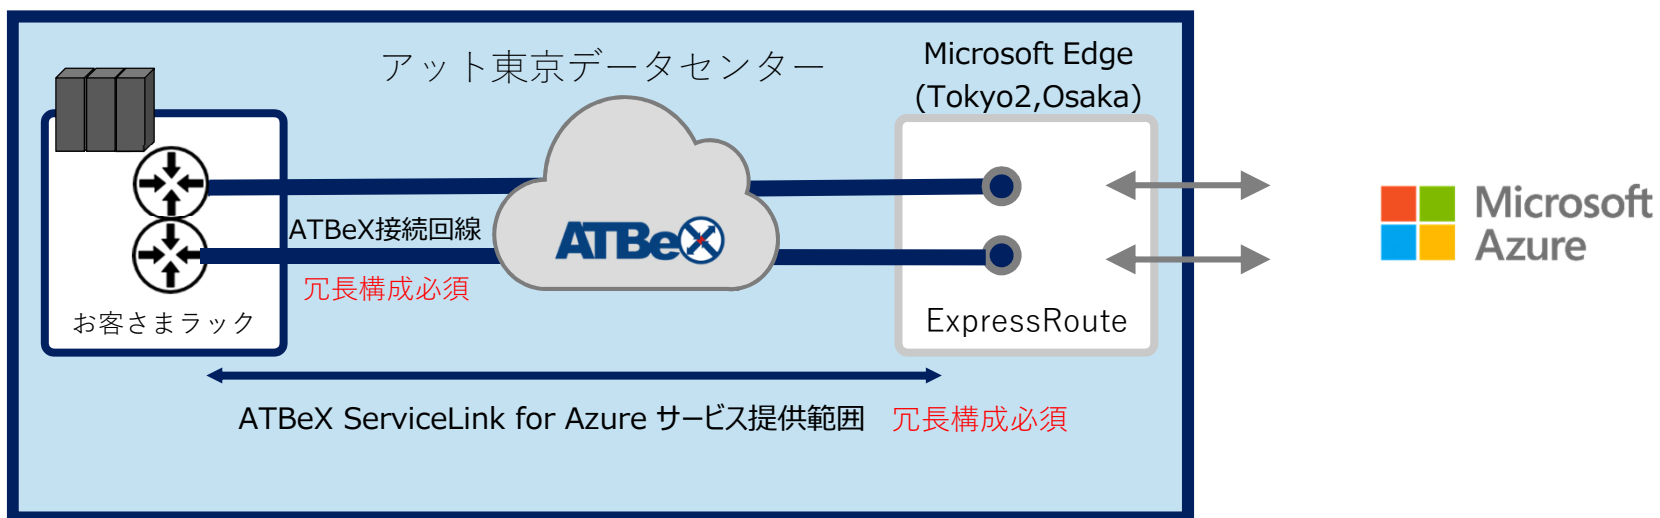 アット東京データセンター
Microsoft Edge
(Tokyo2,Osaka)
ATBeX接続回線
冗長構成必須
お客さまラック
ATBeX
ExpressRoute
Microsoft
Azure
ATBeX ServiceLink for Azure サービス提供範囲 冗長構成必須